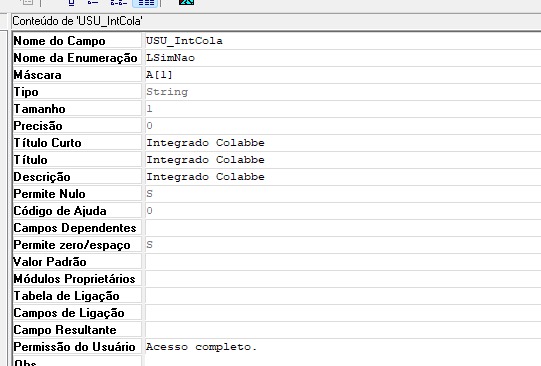 Conteúdo de 'USU_IntCola'
Nome do Campo USU_IntCola
Nome da Enumeração LSimNao
Máscara A[1]
Tipo String
Tamanho 1
Precisão 0
Título Curto Integrado Colabbe
Título Integrado Colabbe
Descrição Integrado Colabbe
Permite Nulo S
Código de Ajuda 0
Campos Dependentes
Permite zero/espaço S
Valor Padrão
Módulos Proprietários
Tabela de Ligação
Campos de Ligação
Campo Resultante
Permissão do Usuário Acesso completo.
Obs